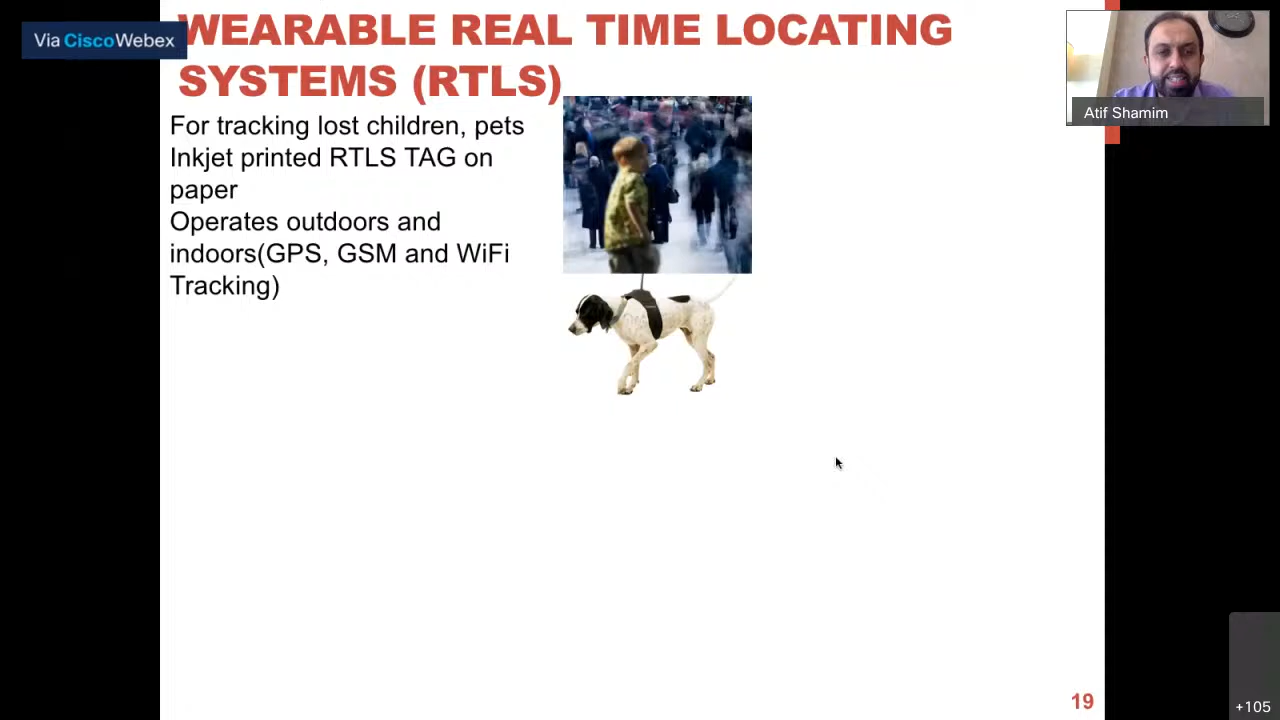 Via CiscoWebex
WEARABLE REAL TIME LOCATING
SYSTEMS (RTLS)
Atif Shamim
For tracking lost children, pets
Inkjet printed RTLS TAG on
paper
Operates outdoors and
indoors(GPS, GSM and WiFi
Tracking)
19
+105